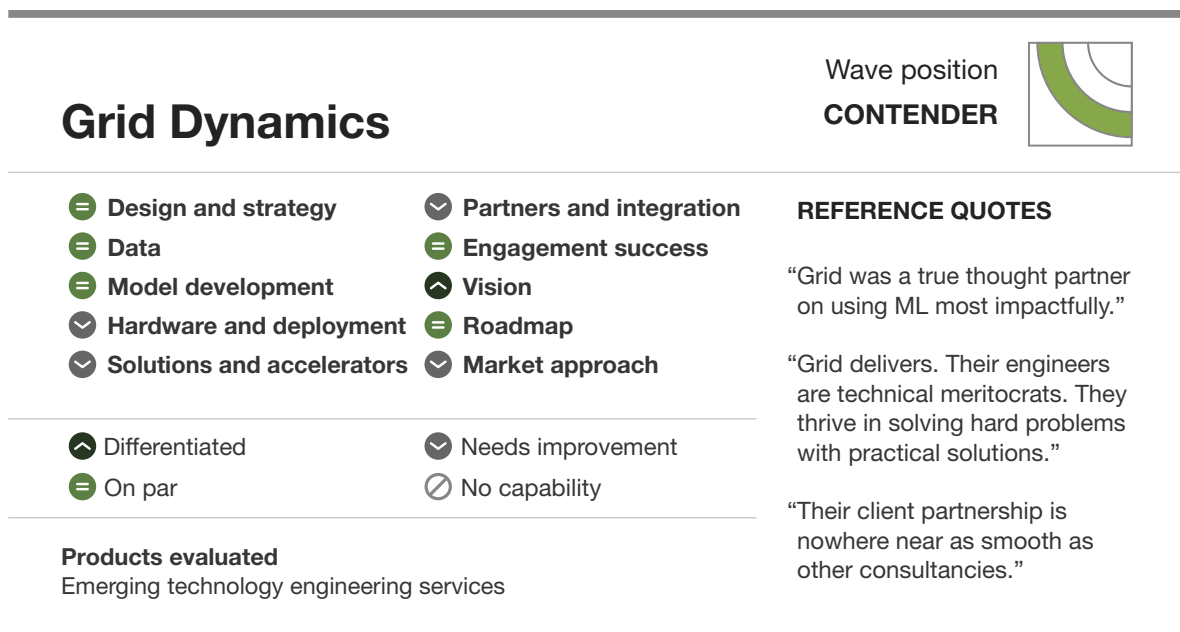 Wave position
CONTENDER
Grid Dynamics
Design and strategy
Data
Model development
Hardware and deployment
Solutions and accelerators
Partners and integration
Engagement success
Vision
Roadmap
Market approach
Differentiated
On par
Needs improvement
No capability
Products evaluated
Emerging technology engineering services
REFERENCE QUOTES
“Grid was a true thought partner
on using ML most impactfully.”
“Grid delivers. Their engineers
are technical meritocrats. They
thrive in solving hard problems
with practical solutions.”
“Their client partnership is
nowhere near as smooth as
other consultancies.”